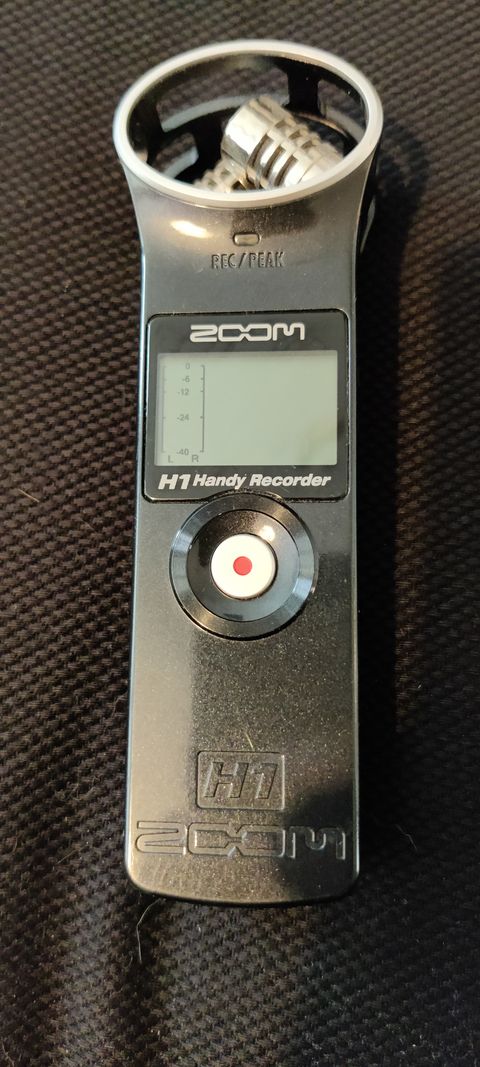 REC/PEAK
ZOOM
0
-6
-12
-24
-40
L R
H1 Handy Recorder
H1
ZOOM